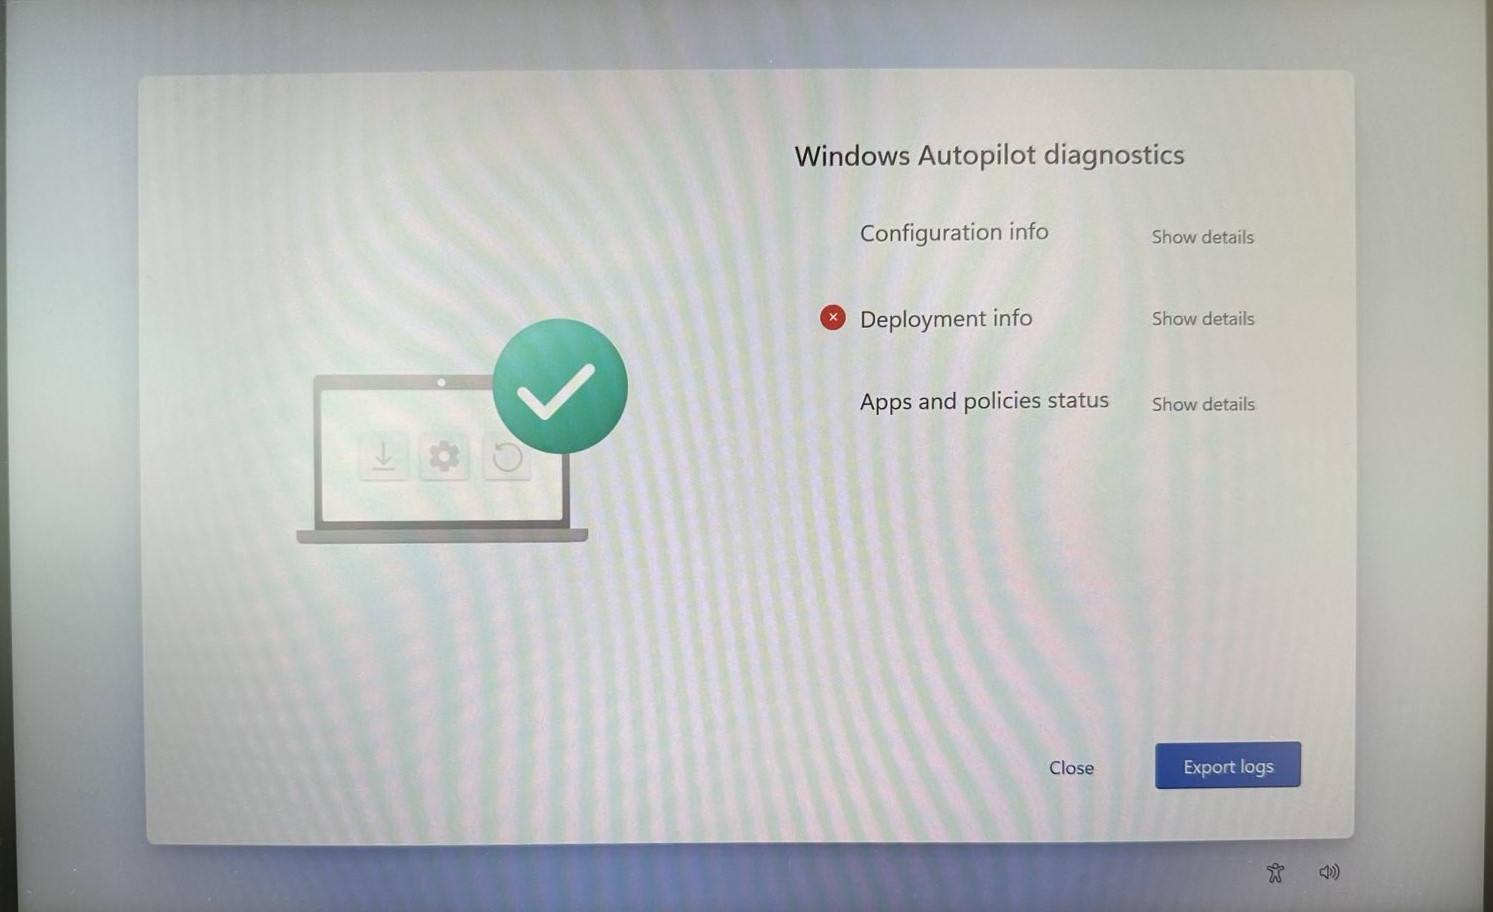 Windows Autopilot diagnostics
Configuration info Show details
Deployment info Show details
Apps and policies status Show details
Close Export logs